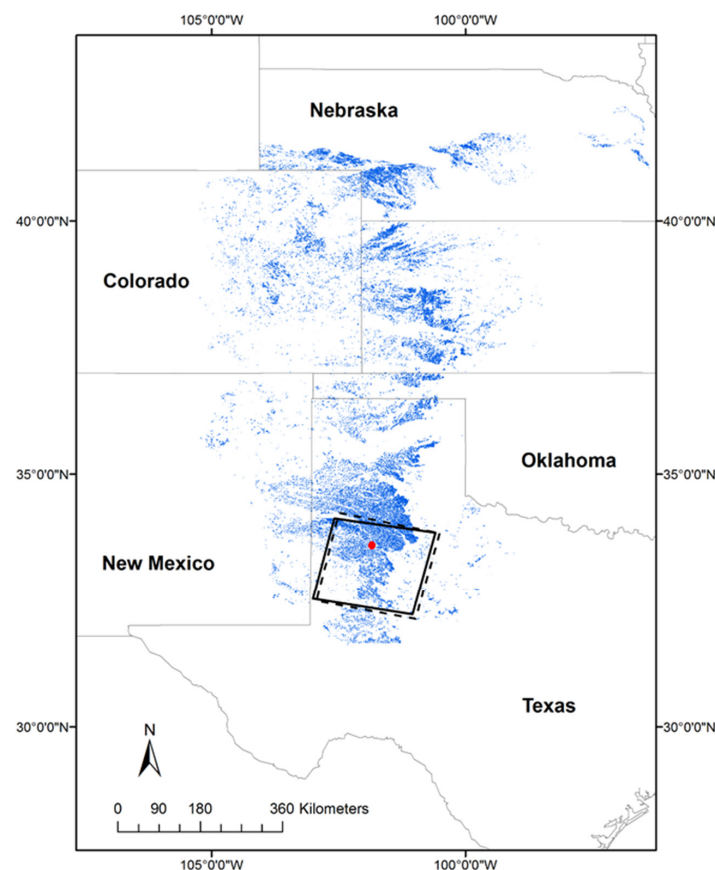 105°0'0"W 100°0'0"W
Nebraska
40°0'0"N 40°0'0"N
Colorado
35°0'0"N 35°0'0"N
Oklahoma
New Mexico
Texas
30°0'0"N 30°0'0"N
N
0 90 180 360 Kilometers
105°0'0"W 100°0'0"W